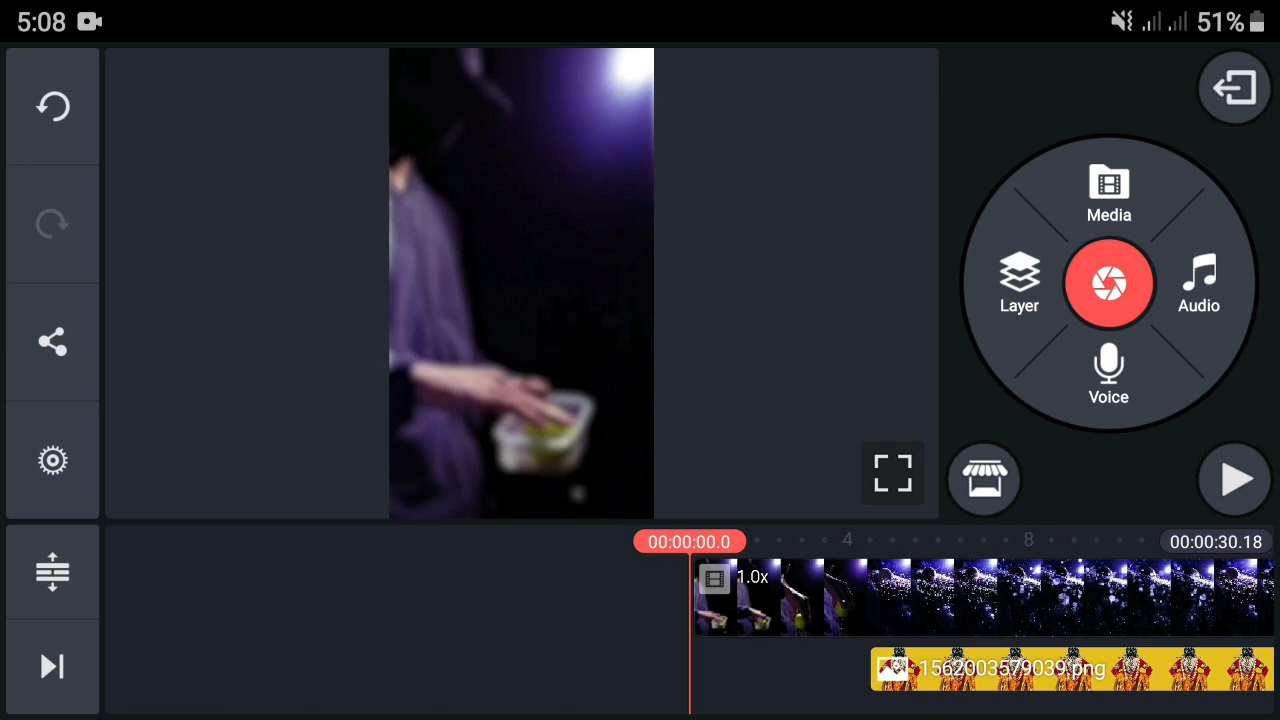 5:08
51%
Media
Layer
Audio
Voice
00:00:00.0
4
8
00:00:30.18
1.0x
1562003579039.png